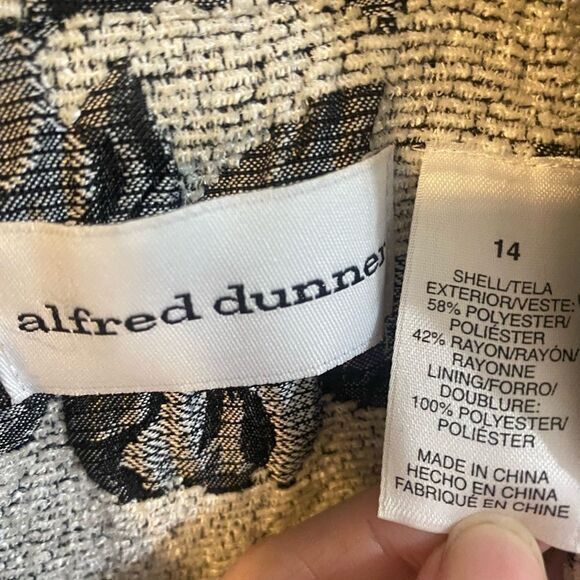 alfred dunner
14
SHELL/TELA
EXTERIOR/VESTE:
58% POLYESTER/
POLIÉSTER
42% RAYON/RAYÓN/
RAYONNE
LINING/FORRO/
DOUBLURE:
100% POLYESTER/
POLIÉSTER
MADE IN CHINA
HECHO EN CHINA
FABRIQUÉ EN CHINE